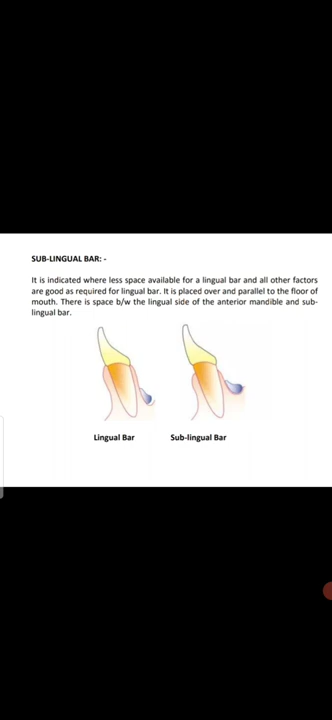 SUB-LINGUAL BAR: -
It is indicated where less space available for a lingual bar and all other factors
are good as required for lingual bar. It is placed over and parallel to the floor of
mouth. There is space b/w the lingual side of the anterior mandible and sub-
lingual bar.
Lingual Bar Sub-lingual Bar